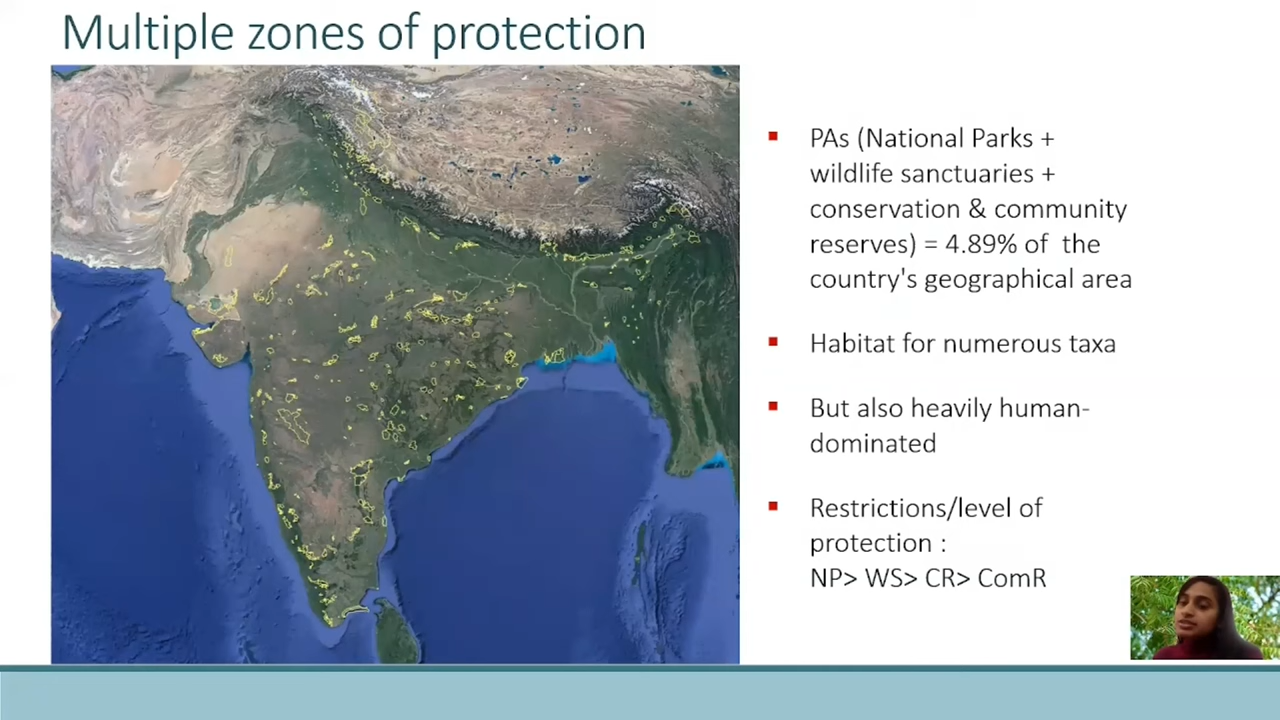 Multiple zones of protection
PAs (National Parks +
wildlife sanctuaries +
conservation & community
reserves) = 4.89% of the
country's geographical area
Habitat for numerous taxa
But also heavily human-
dominated
Restrictions/level of
protection :
NP> WS> CR> ComR